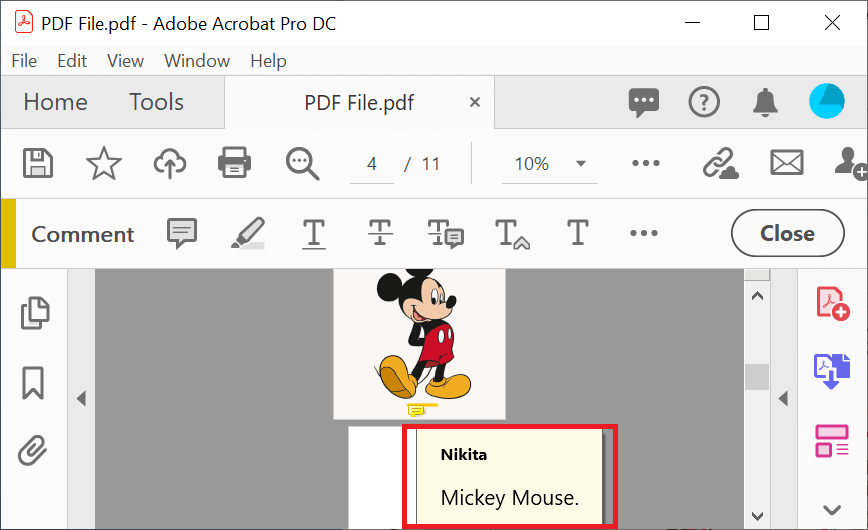 PDF File.pdf - Adobe Acrobat Pro DC
File Edit View Window Help
Home Tools PDF File.pdf ×
4 / 11 10%
Comment T T T T T Close
Nikita
Mickey Mouse.